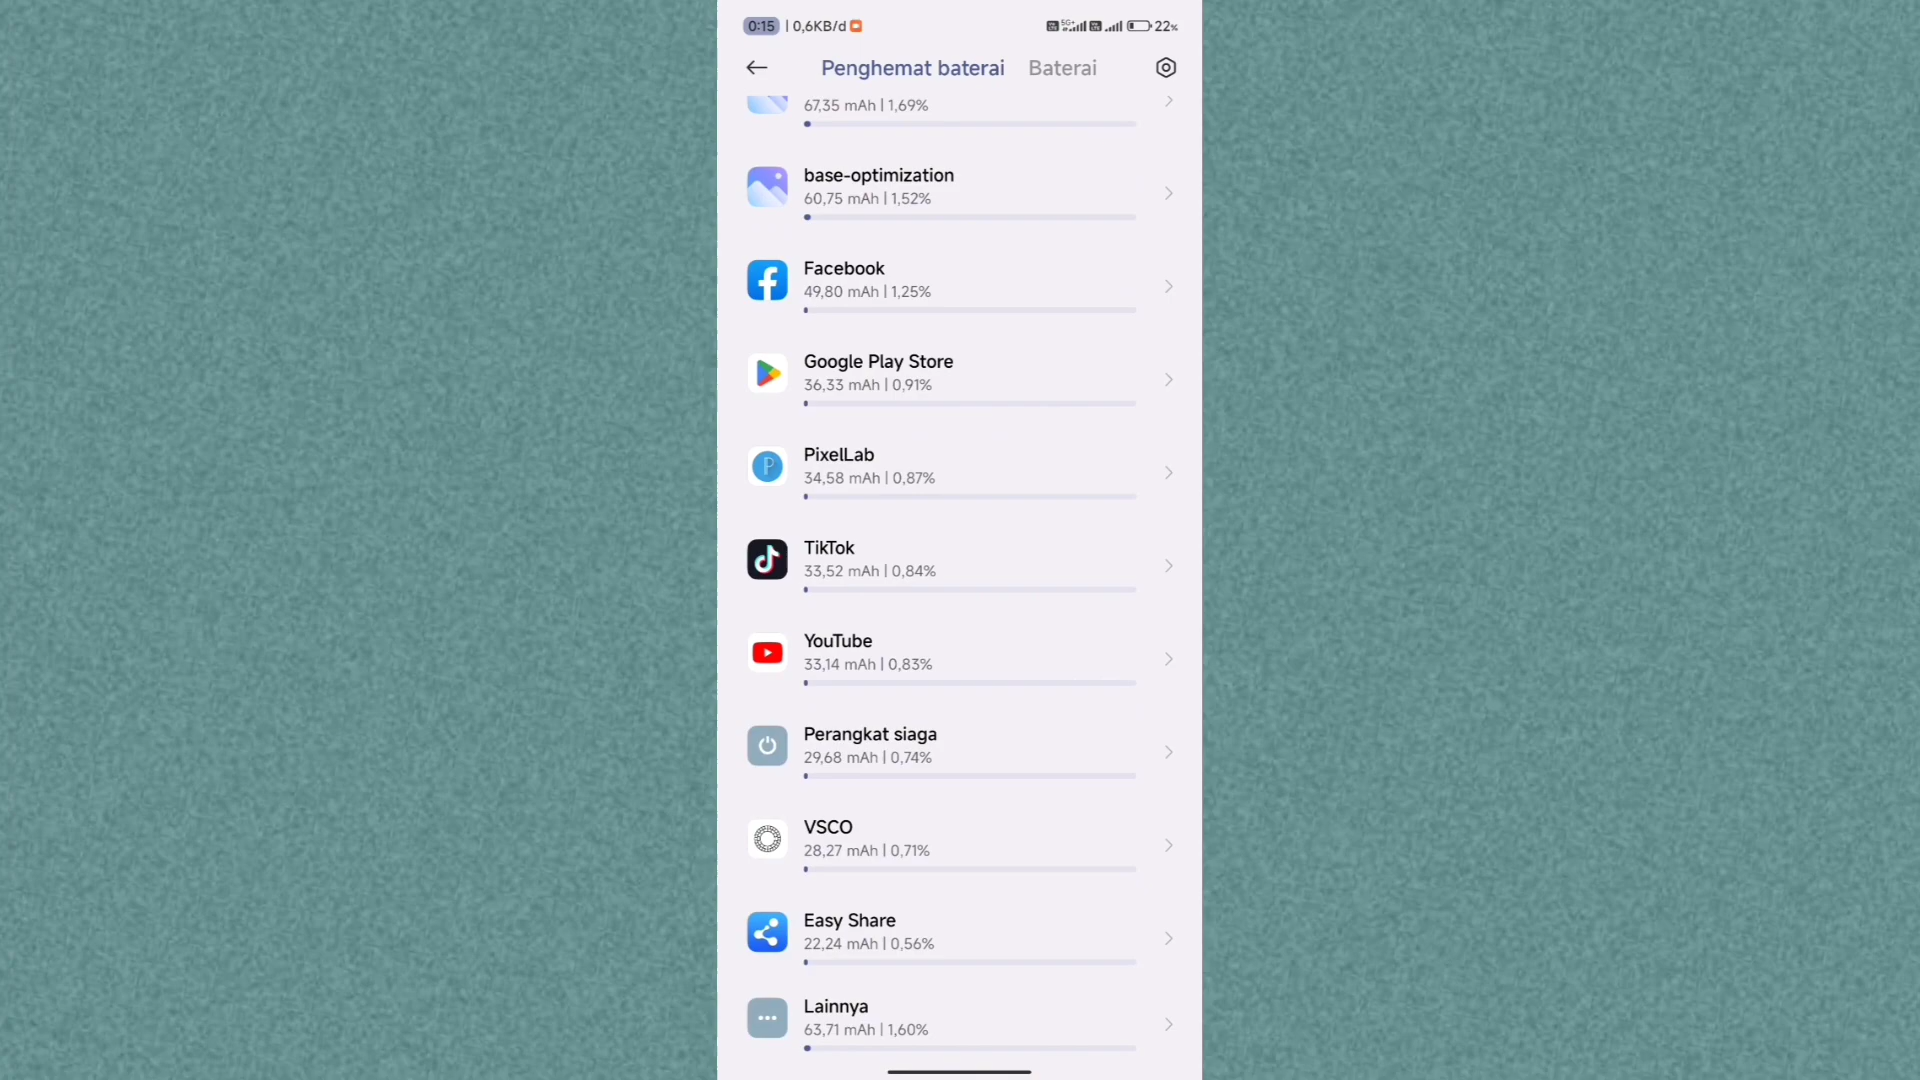 0:15 | 0,6KB/d 22%
Penghemat baterai Baterai
67,35 mAh | 1,69%
base-optimization
60,75 mAh | 1,52%
Facebook
49,80 mAh | 1,25%
Google Play Store
36,33 mAh | 0,91%
PixelLab
34,58 mAh | 0,87%
TikTok
33,52 mAh | 0,84%
YouTube
33,14 mAh | 0,83%
Perangkat siaga
29,68 mAh | 0,74%
VSCO
28,27 mAh | 0,71%
Easy Share
22,24 mAh | 0,56%
Lainnya
63,71 mAh | 1,60%